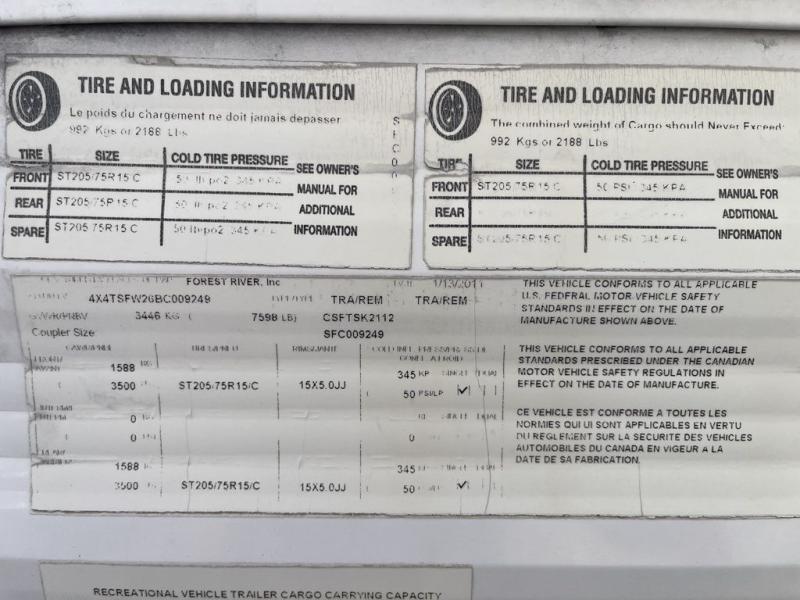 TIRE AND LOADING INFORMATION
Le poids du chargement ne doit jamais depasser
992 Kgs or 2188 Lbs
TIRE SIZE COLD TIRE PRESSURE SEE OWNER'S
FRONT ST205/75R15 C MANUAL FOR
REAR ST205/75R15 C ADDITIONAL
SPARE ST205/75R15 C INFORMATION
TIRE AND LOADING INFORMATION
The combined weight of Cargo should Never Exceed:
992 KGS or 2188 Lbs
TIRE SIZE COLD TIRE PRESSURE SEE OWNER'S
FRONT ST205/75R15 C 50 PSI/ 345 KPA MANUAL FOR
REAR ADDITIONAL
SPARE ST205/75R15 C INFORMATION
FOREST RIVER, Inc 1/13/2011
4X4TSFW26BC009249 TRA/REM TRA/REM
3446 KG ( 7598 LB) CSFTSK2112
Coupler Size SFC009249
1588 345 KP
3500 ST205/75R15/C 15X5.0JJ 50 PSI/LP
0
0 0
1588 345
3500 ST205/75R15/C 15X5.0JJ 50
THIS VEHICLE CONFORMS TO ALL APPLICABLE
U.S. FEDERAL MOTOR VEHICLE SAFETY
STANDARDS IN EFFECT ON THE DATE OF
MANUFACTURE SHOWN ABOVE.
THIS VEHICLE CONFORMS TO ALL APPLICABLE
STANDARDS PRESCRIBED UNDER THE CANADIAN
MOTOR VEHICLE SAFETY REGULATIONS IN
EFFECT ON THE DATE OF MANUFACTURE.
CE VEHICLE EST CONFORME A TOUTES LES
NORMES QUI UI SONT APPLICABLES EN VERTU
DU REGLEMENT SUR LA SECURITE DES VEHICLES
AUTOMOBILES DU CANADA EN VIGEUR A LA
DATE DE SA FABRICATION.
RECREATIONAL VEHICLE TRAILER CARGO CARRYING CAPACITY